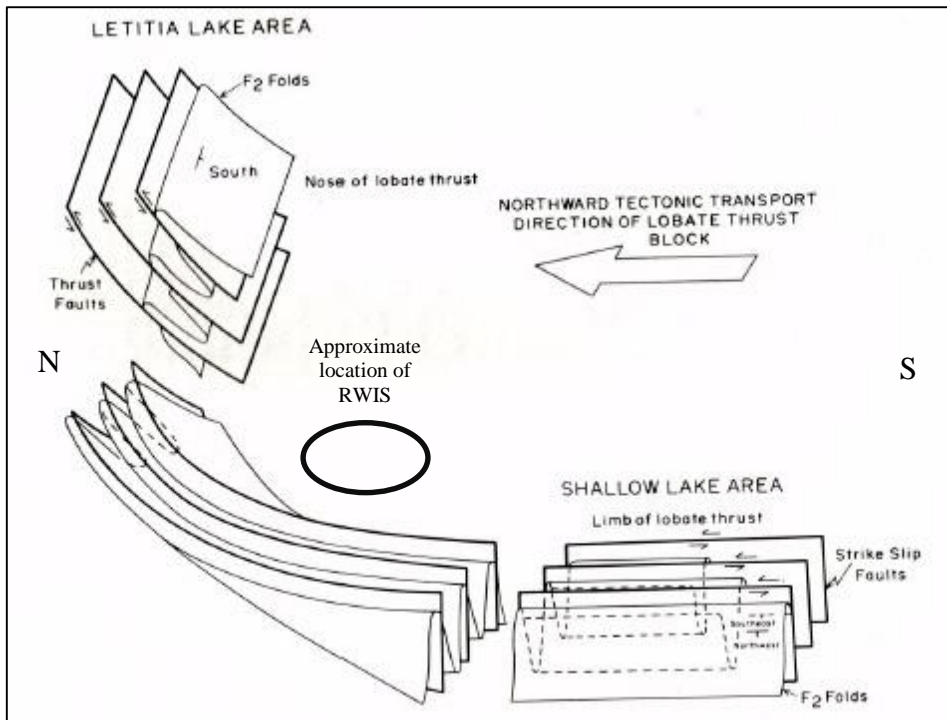 LETITIA LAKE AREA
F2 Folds
South
Nose of lobate thrust
NORTHWARD TECTONIC TRANSPORT
DIRECTION OF LOBATE THRUST
BLOCK
Thrust
Faults
N
Approximate
location of
RWIS
S
SHALLOW LAKE AREA
Limb of lobate thrust
Strike Slip
Faults
Southeast
Northwest
F2 Folds